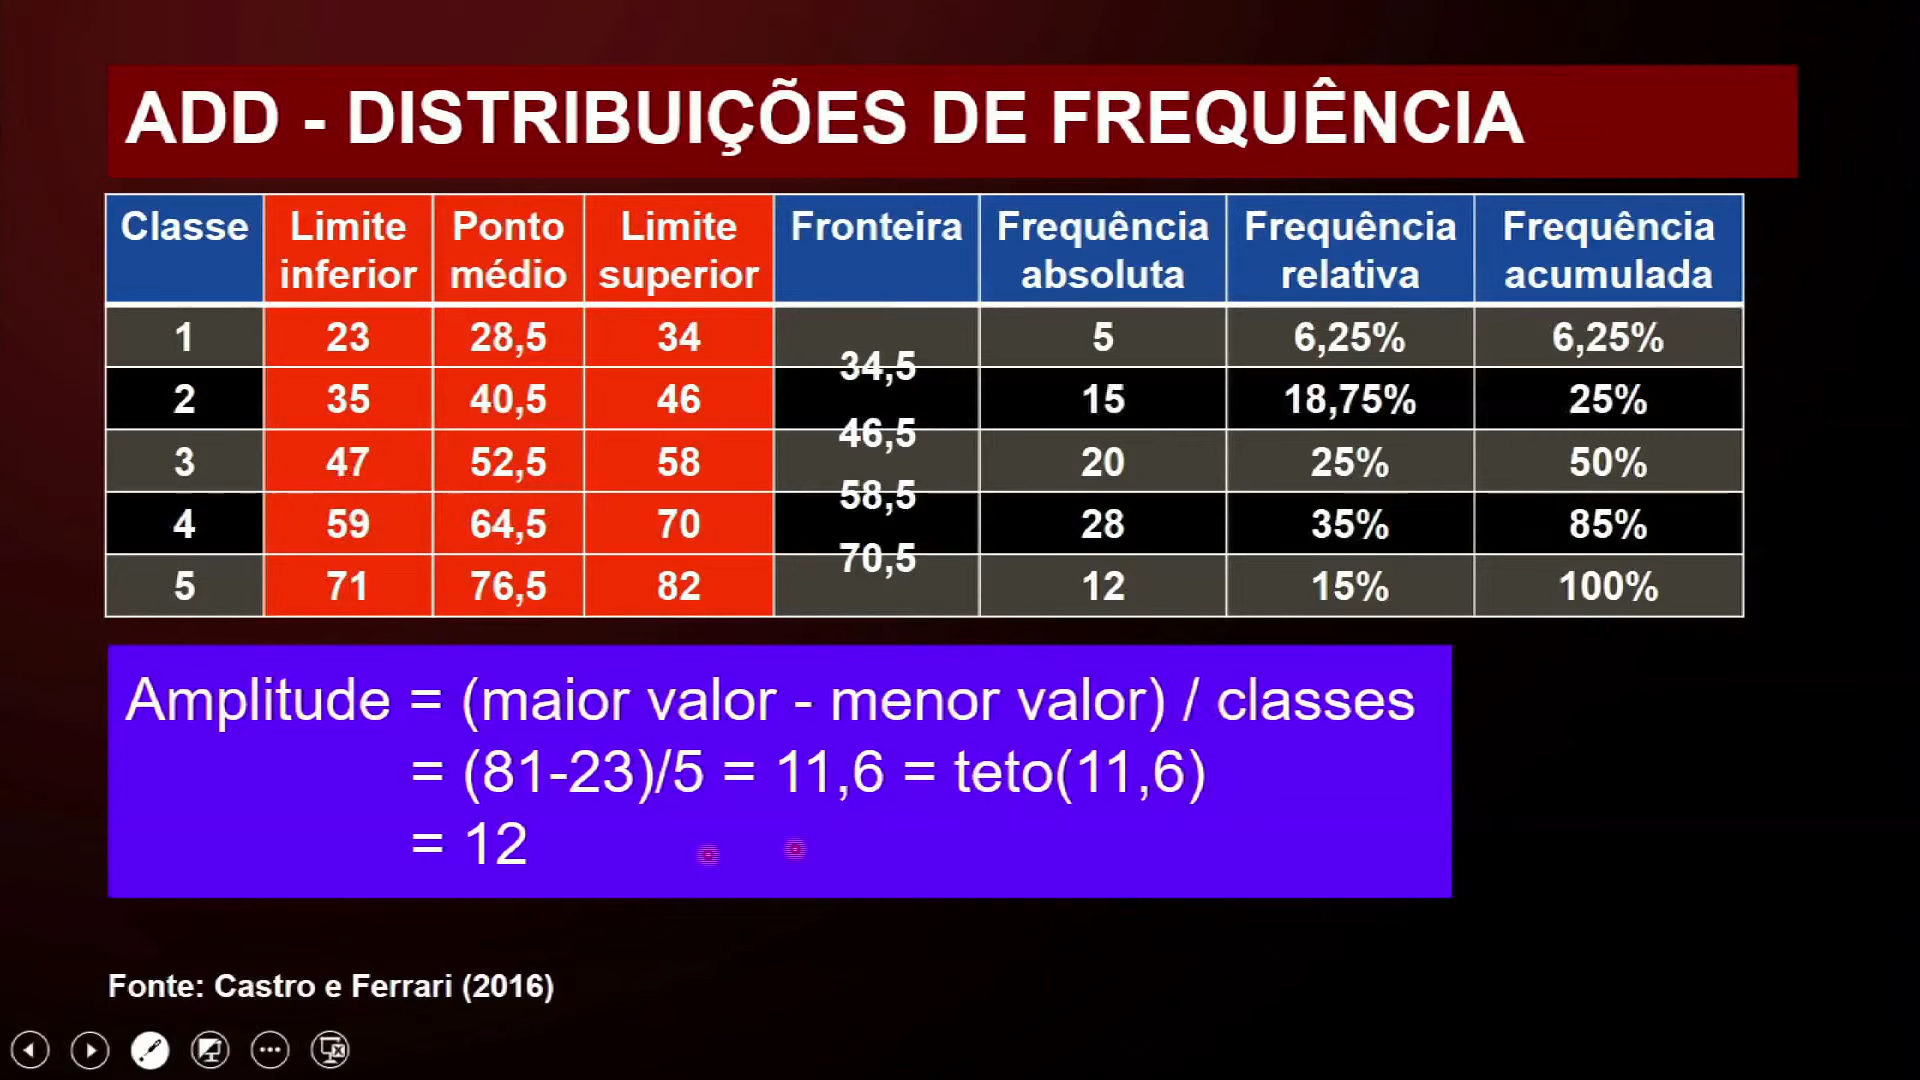 ADD - DISTRIBUIÇÕES DE FREQUÊNCIA
Classe Limite inferior Ponto médio Limite superior Fronteira Frequência absoluta Frequência relativa Frequência acumulada
1 23 28,5 34 5 6,25% 6,25%
34,5
2 35 40,5 46 15 18,75% 25%
46,5
3 47 52,5 58 20 25% 50%
58,5
4 59 64,5 70 28 35% 85%
70,5
5 71 76,5 82 12 15% 100%
Amplitude = (maior valor - menor valor) / classes
= (81-23)/5 = 11,6 = teto(11,6)
= 12
Fonte: Castro e Ferrari (2016)